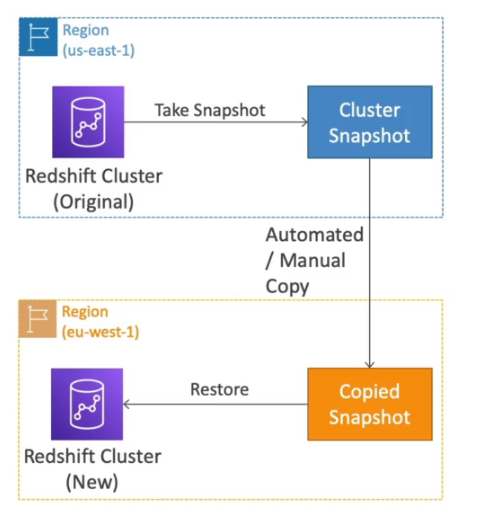 Region
(us-east-1)
Take Snapshot
Cluster
Snapshot
Redshift Cluster
(Original)
Automated
/ Manual
Copy
Region
(eu-west-1)
Restore
Copied
Snapshot
Redshift Cluster
(New)